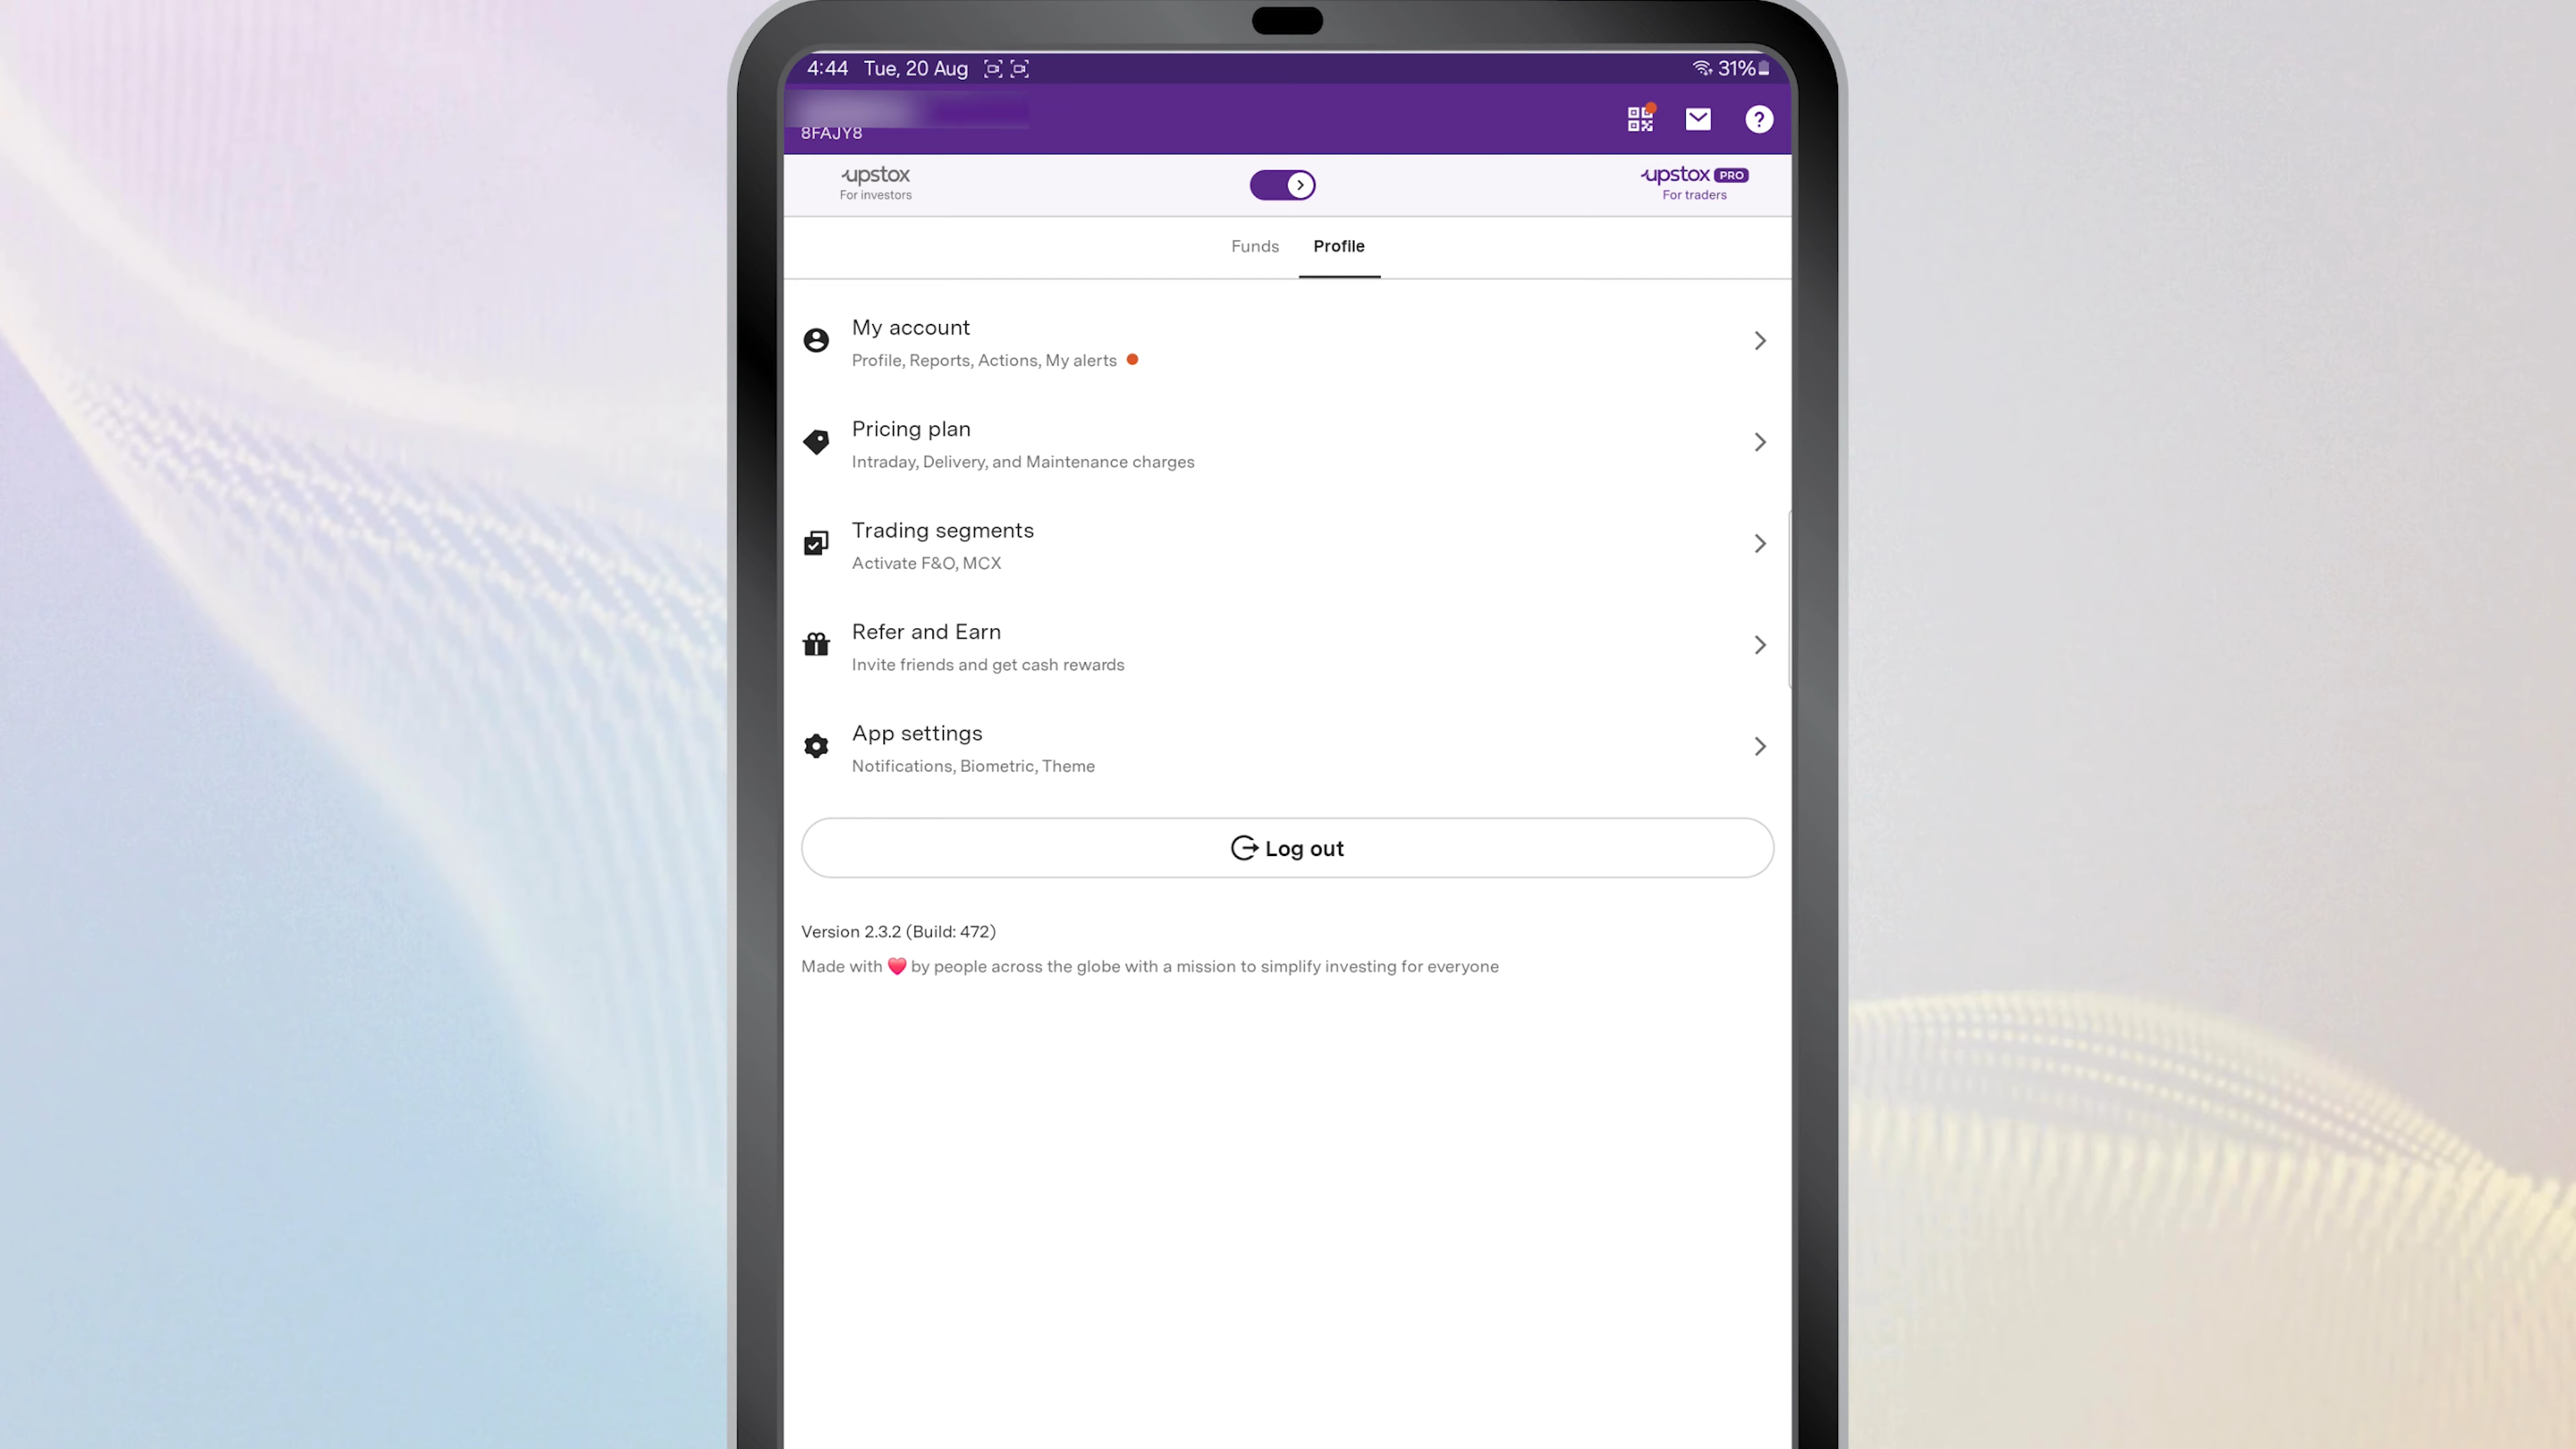 4:44 Tue, 20 Aug
31%
8FAJY8
?
upstox
For investors
upstox PRO
For traders
Funds
Profile
My account
Profile, Reports, Actions, My alerts
Pricing plan
Intraday, Delivery, and Maintenance charges
Trading segments
Activate F&O, MCX
Refer and Earn
Invite friends and get cash rewards
App settings
Notifications, Biometric, Theme
Log out
Version 2.3.2 (Build: 472)
Made with ❤️ by people across the globe with a mission to simplify investing for everyone